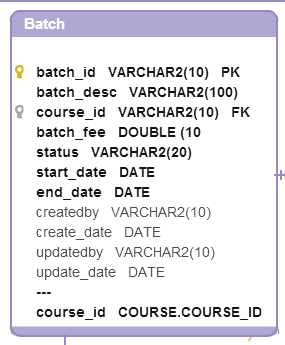 Batch
batch_id VARCHAR2(10) PK
batch_desc VARCHAR2(100)
course_id VARCHAR2(10) FK
batch_fee DOUBLE (10
status VARCHAR2(20)
start_date DATE
end_date DATE
createdby VARCHAR2(10)
create_date DATE
updatedby VARCHAR2(10)
update_date DATE
---
course_id COURSE.COURSE_ID